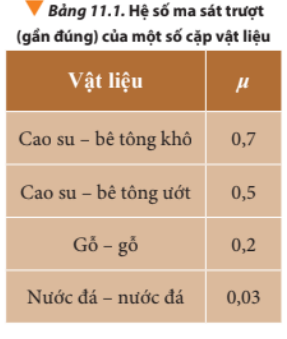 Bảng 11.1. Hệ số ma sát trượt
(gần đúng) của một số cặp vật liệu
Vật liệu μ
Cao su – bê tông khô 0,7
Cao su – bê tông ướt 0,5
Gỗ – gỗ 0,2
Nước đá – nước đá 0,03